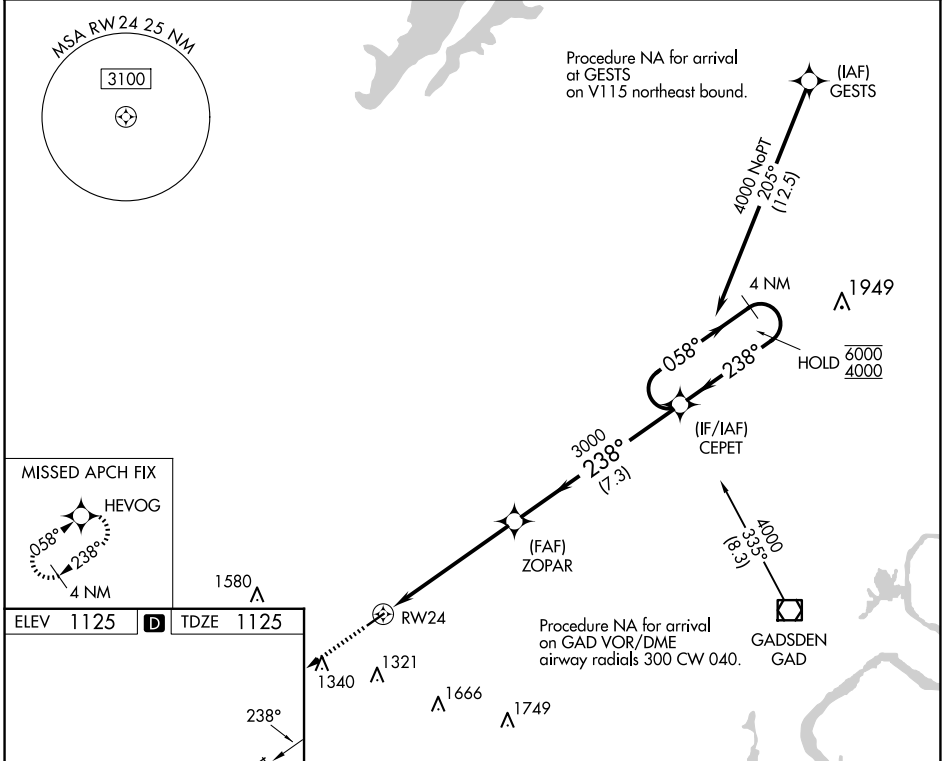 MSA RW24 25 NM
3100
Procedure NA for arrival
at GESTS
on V115 northeast bound.
(IAF)
GESTS
4000 NoPT
205°
(12.5)
4 NM
1949
058°
238°
HOLD
6000
4000
(IF/IAF)
CEPET
3000
238°
(7.3)
(FAF)
ZOPAR
4000
335°
(8.3)
MISSED APCH FIX
HEVOG
058°
238°
4 NM
1580
ELEV 1125
D
TDZE 1125
RW24
Procedure NA for arrival
on GAD VOR/DME
airway radials 300 CW 040.
GADSDEN
GAD
1340
1321
1666
1749
238°